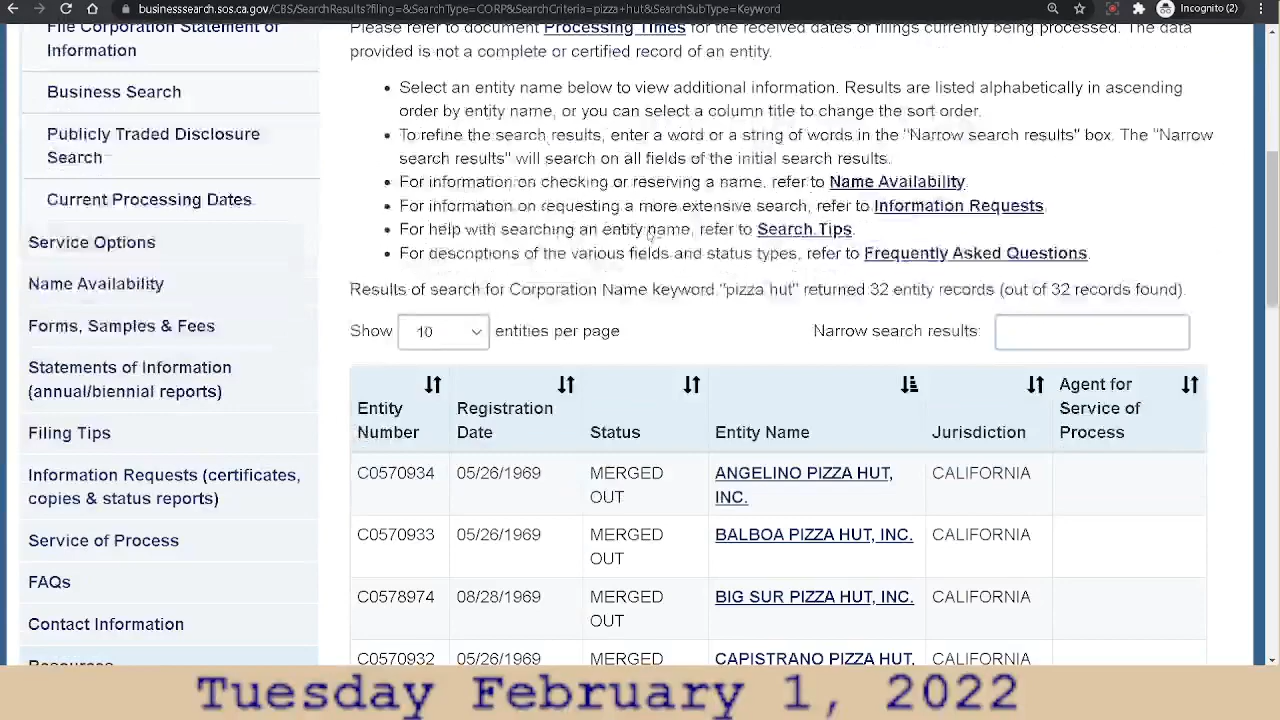 businesssearch.sos.ca.gov/CBS/SearchResults?filing=&SearchType=CORP&SearchCriteria=pizza+hut&SearchSubType=Keyword
Incognito (2)
File Corporation Statement of
Information
Business Search
Publicly Traded Disclosure
Search
Current Processing Dates
Service Options
Name Availability
Forms, Samples & Fees
Statements of Information
(annual/biennial reports)
Filing Tips
Information Requests (certificates,
copies & status reports)
Service of Process
FAQs
Contact Information
Resources
Please refer to document Processing Times for the received dates of filings currently being processed. The data
provided is not a complete or certified record of an entity.
Select an entity name below to view additional information. Results are listed alphabetically in ascending
order by entity name, or you can select a column title to change the sort order.
To refine the search results, enter a word or a string of words in the "Narrow search results" box. The "Narrow
search results" will search on all fields of the initial search results.
For information on checking or reserving a name, refer to Name Availability.
For information on requesting a more extensive search, refer to Information Requests.
For help with searching an entity name, refer to Search Tips.
For descriptions of the various fields and status types, refer to Frequently Asked Questions.
Results of search for Corporation Name keyword "pizza hut" returned 32 entity records (out of 32 records found).
Show 10 entities per page Narrow search results:
Entity
Number
Registration
Date
Status
Entity Name
Jurisdiction
Agent for
Service of
Process
C0570934 05/26/1969 MERGED OUT ANGELINO PIZZA HUT, INC. CALIFORNIA
C0570933 05/26/1969 MERGED OUT BALBOA PIZZA HUT, INC. CALIFORNIA
C0578974 08/28/1969 MERGED OUT BIG SUR PIZZA HUT, INC. CALIFORNIA
C0570932 05/26/1969 MERGED CAPISTRANO PIZZA HUT, CALIFORNIA
Tuesday February 1, 2022